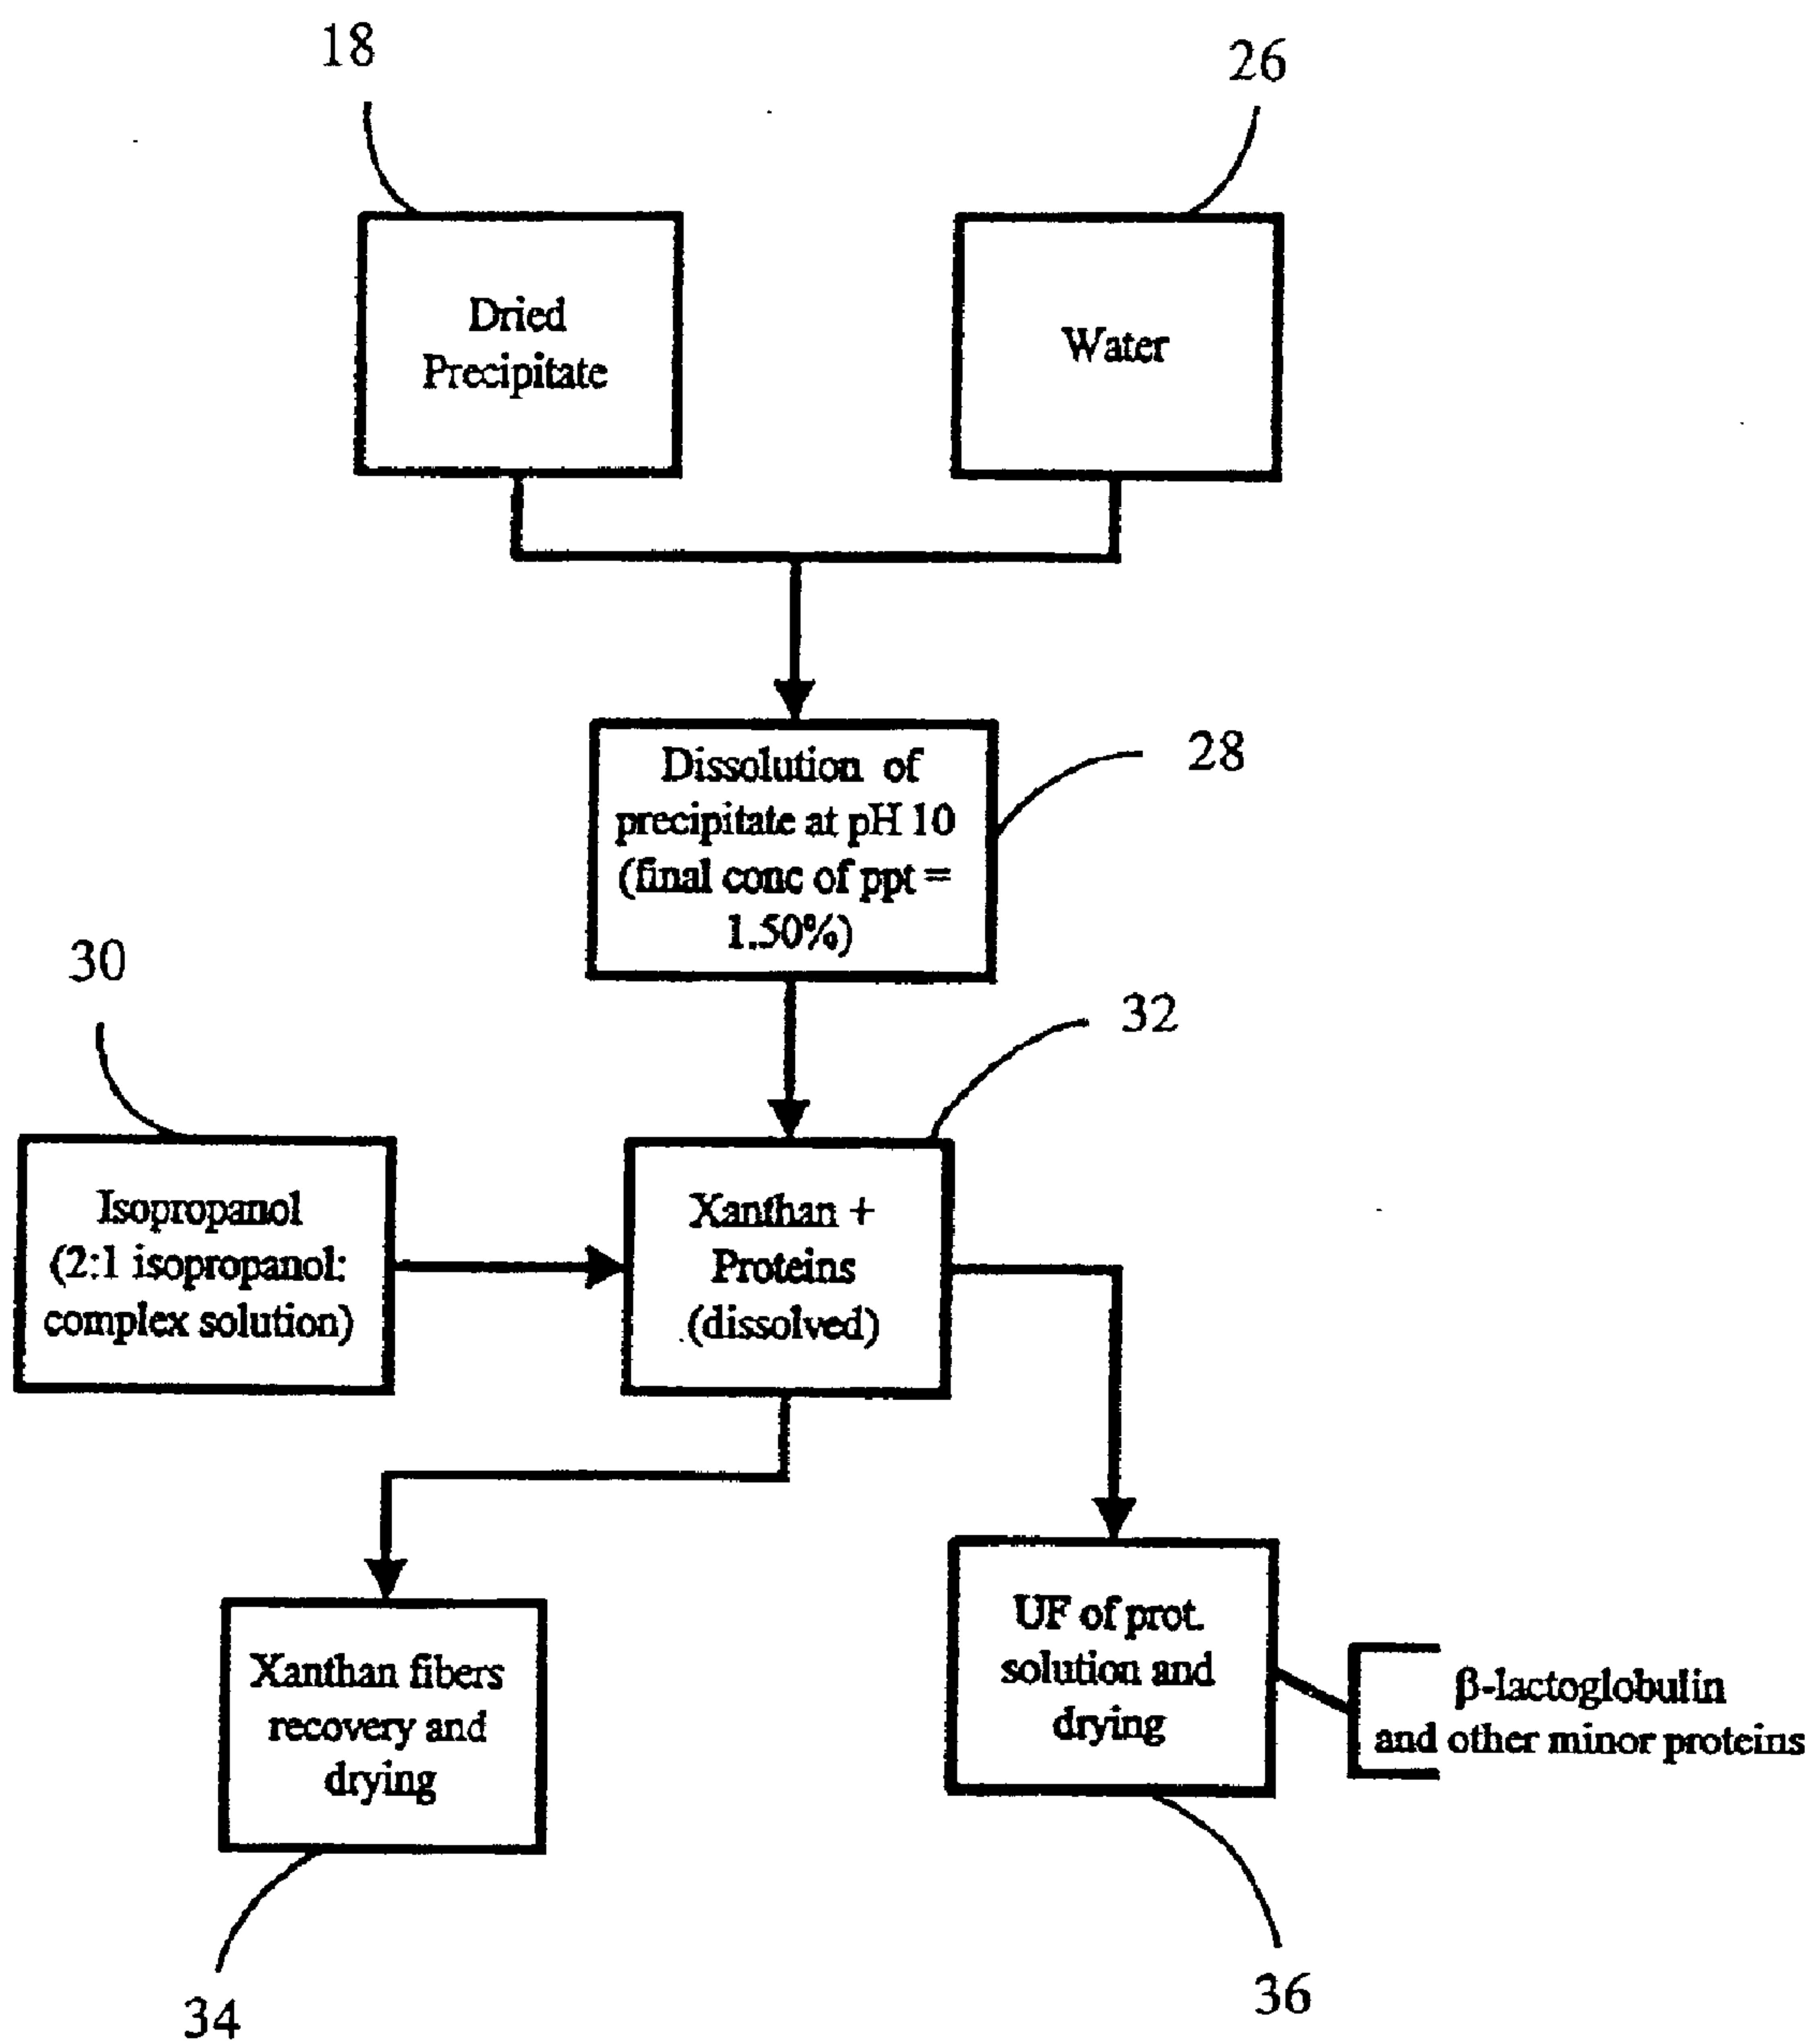 18
26
Dried
Precipitate
Water
Dissolution of
precipitate at pH 10
(final conc of ppt =
1.50%)
28
30
32
Isopropanol
(2:1 isopropanol:
complex solution)
Xanthan +
Proteins
(dissolved)
Xanthan fibers
recovery and
drying
UF of prot.
solution and
drying
β-lactoglobulin
and other minor proteins
34
36